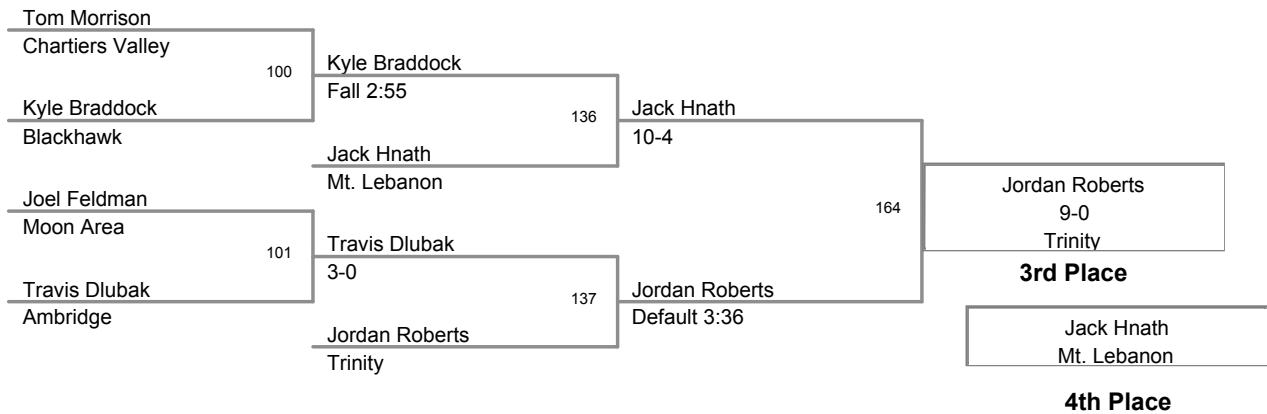 Tom Morrison
Chartiers Valley
100
Kyle Braddock
Fall 2:55
Kyle Braddock
Blackhawk
136
Jack Hnath
10-4
Jack Hnath
Mt. Lebanon
Joel Feldman
Moon Area
101
Travis Dlubak
3-0
Travis Dlubak
Ambridge
137
Jordan Roberts
Default 3:36
Jordan Roberts
Trinity
164
Jordan Roberts
9-0
Trinity
3rd Place
Jack Hnath
Mt. Lebanon
4th Place